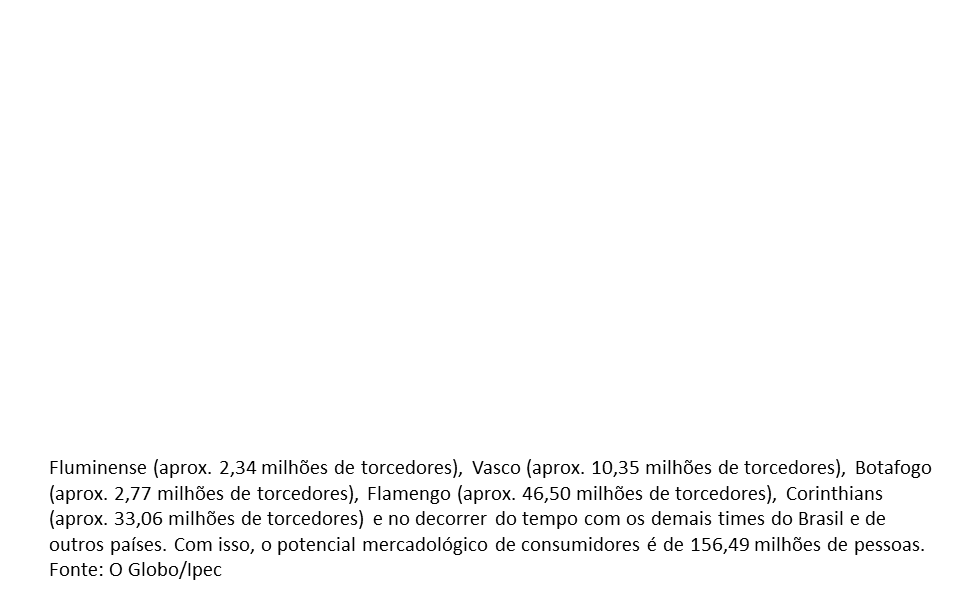 Fluminense (aprox. 2,34 milhões de torcedores), Vasco (aprox. 10,35 milhões de torcedores), Botafogo
(aprox. 2,77 milhões de torcedores), Flamengo (aprox. 46,50 milhões de torcedores), Corinthians
(aprox. 33,06 milhões de torcedores) e no decorrer do tempo com os demais times do Brasil e de
outros países. Com isso, o potencial mercadológico de consumidores é de 156,49 milhões de pessoas.
Fonte: O Globo/Ipec